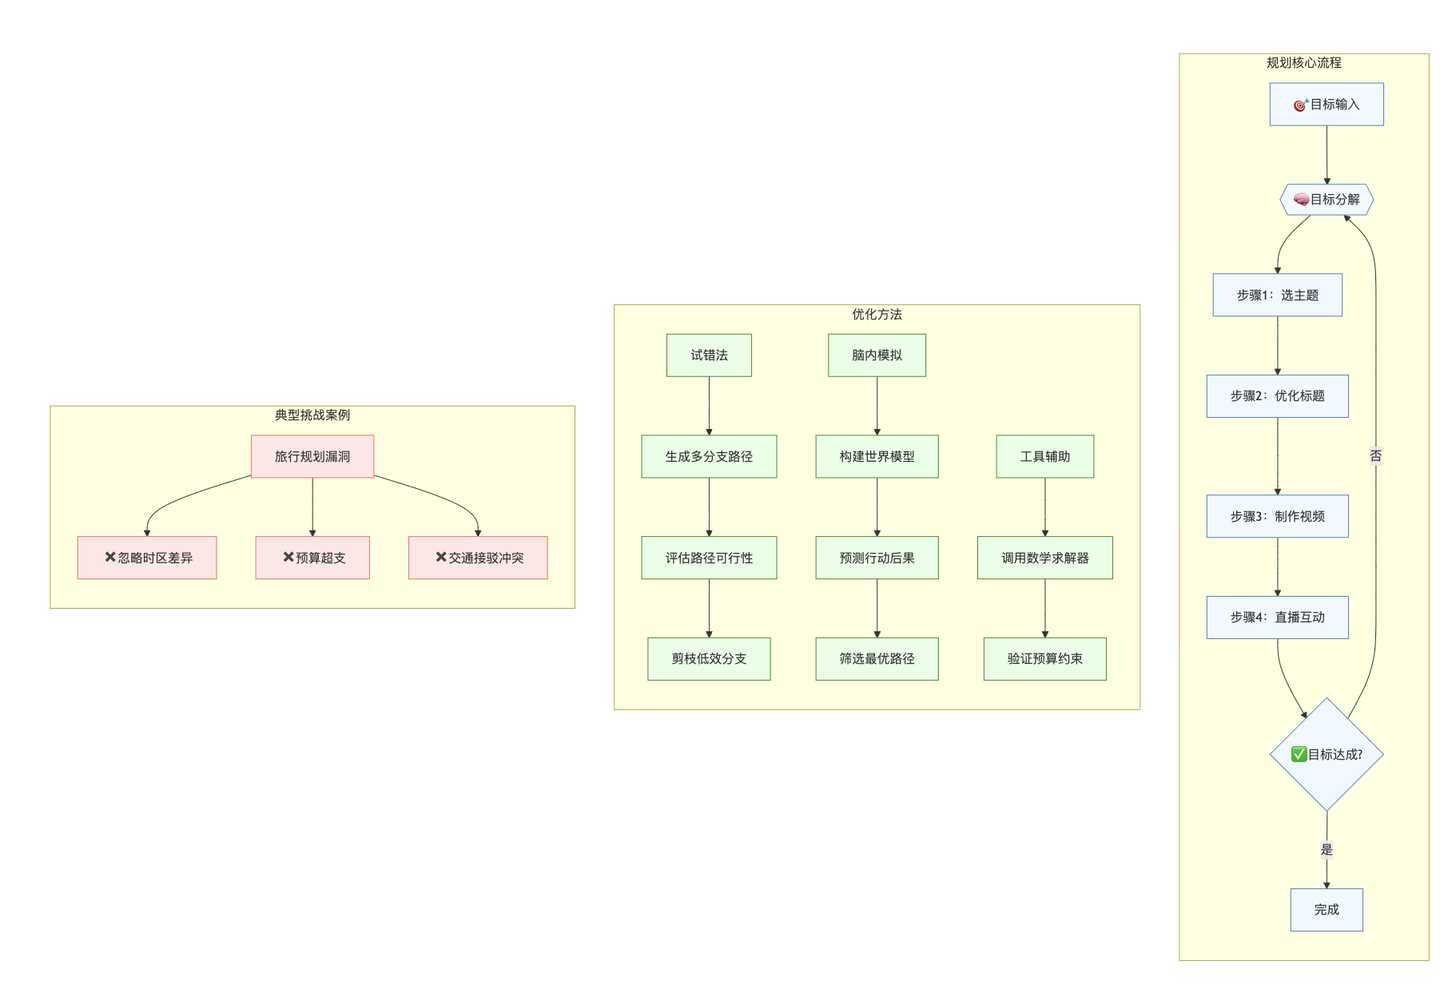 典型挑战案例
旅行规划漏洞
❌忽略时区差异
❌预算超支
❌交通接驳冲突
优化方法
试错法
生成多分支路径
评估路径可行性
剪枝低效分支
脑内模拟
构建世界模型
预测行动后果
筛选最优路径
工具辅助
调用数学求解器
验证预算约束
规划核心流程
🎯目标输入
🧠目标分解
步骤1：选主题
步骤2：优化标题
步骤3：制作视频
步骤4：直播互动
✅目标达成?
否
是
完成